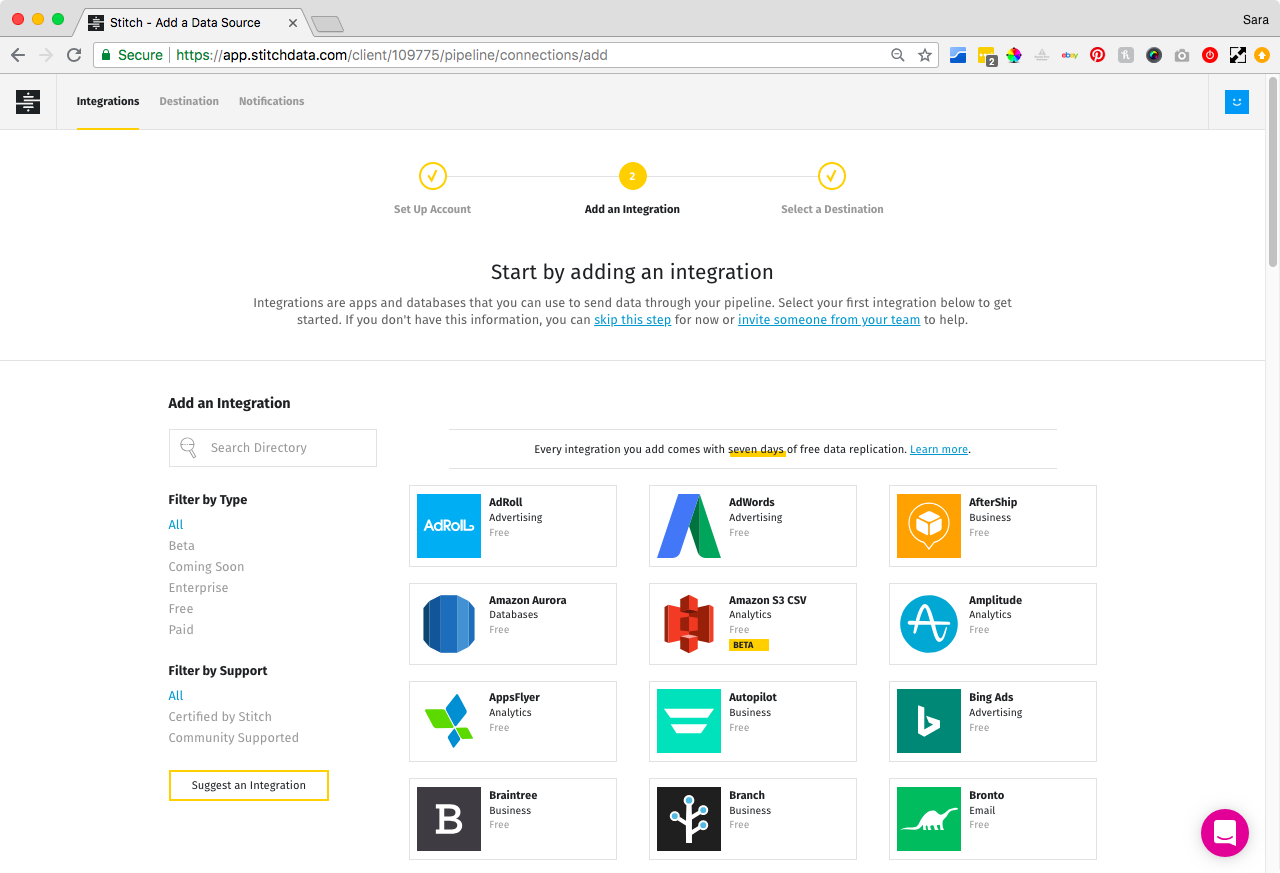 Stitch - Add a Data Source
Sara
Secure https://app.stitchdata.com/client/109775/pipeline/connections/add
2
ebay
Integrations Destination Notifications
2
Set Up Account Add an Integration Select a Destination
Start by adding an integration
Integrations are apps and databases that you can use to send data through your pipeline. Select your first integration below to get
started. If you don't have this information, you can skip this step for now or invite someone from your team to help.
Add an Integration
Search Directory
Every integration you add comes with seven days of free data replication. Learn more.
Filter by Type
All
Beta
Coming Soon
Enterprise
Free
Paid
Filter by Support
All
Certified by Stitch
Community Supported
Suggest an Integration
AdRoll
AdRoll
Advertising
Free
AdWords
Advertising
Free
AfterShip
Business
Free
Amazon Aurora
Databases
Free
Amazon S3 CSV
Analytics
Free
BETA
Amplitude
Analytics
Free
AppsFlyer
Analytics
Free
Autopilot
Business
Free
Bing Ads
Advertising
Free
B
Braintree
Business
Free
Branch
Business
Free
Bronto
Email
Free